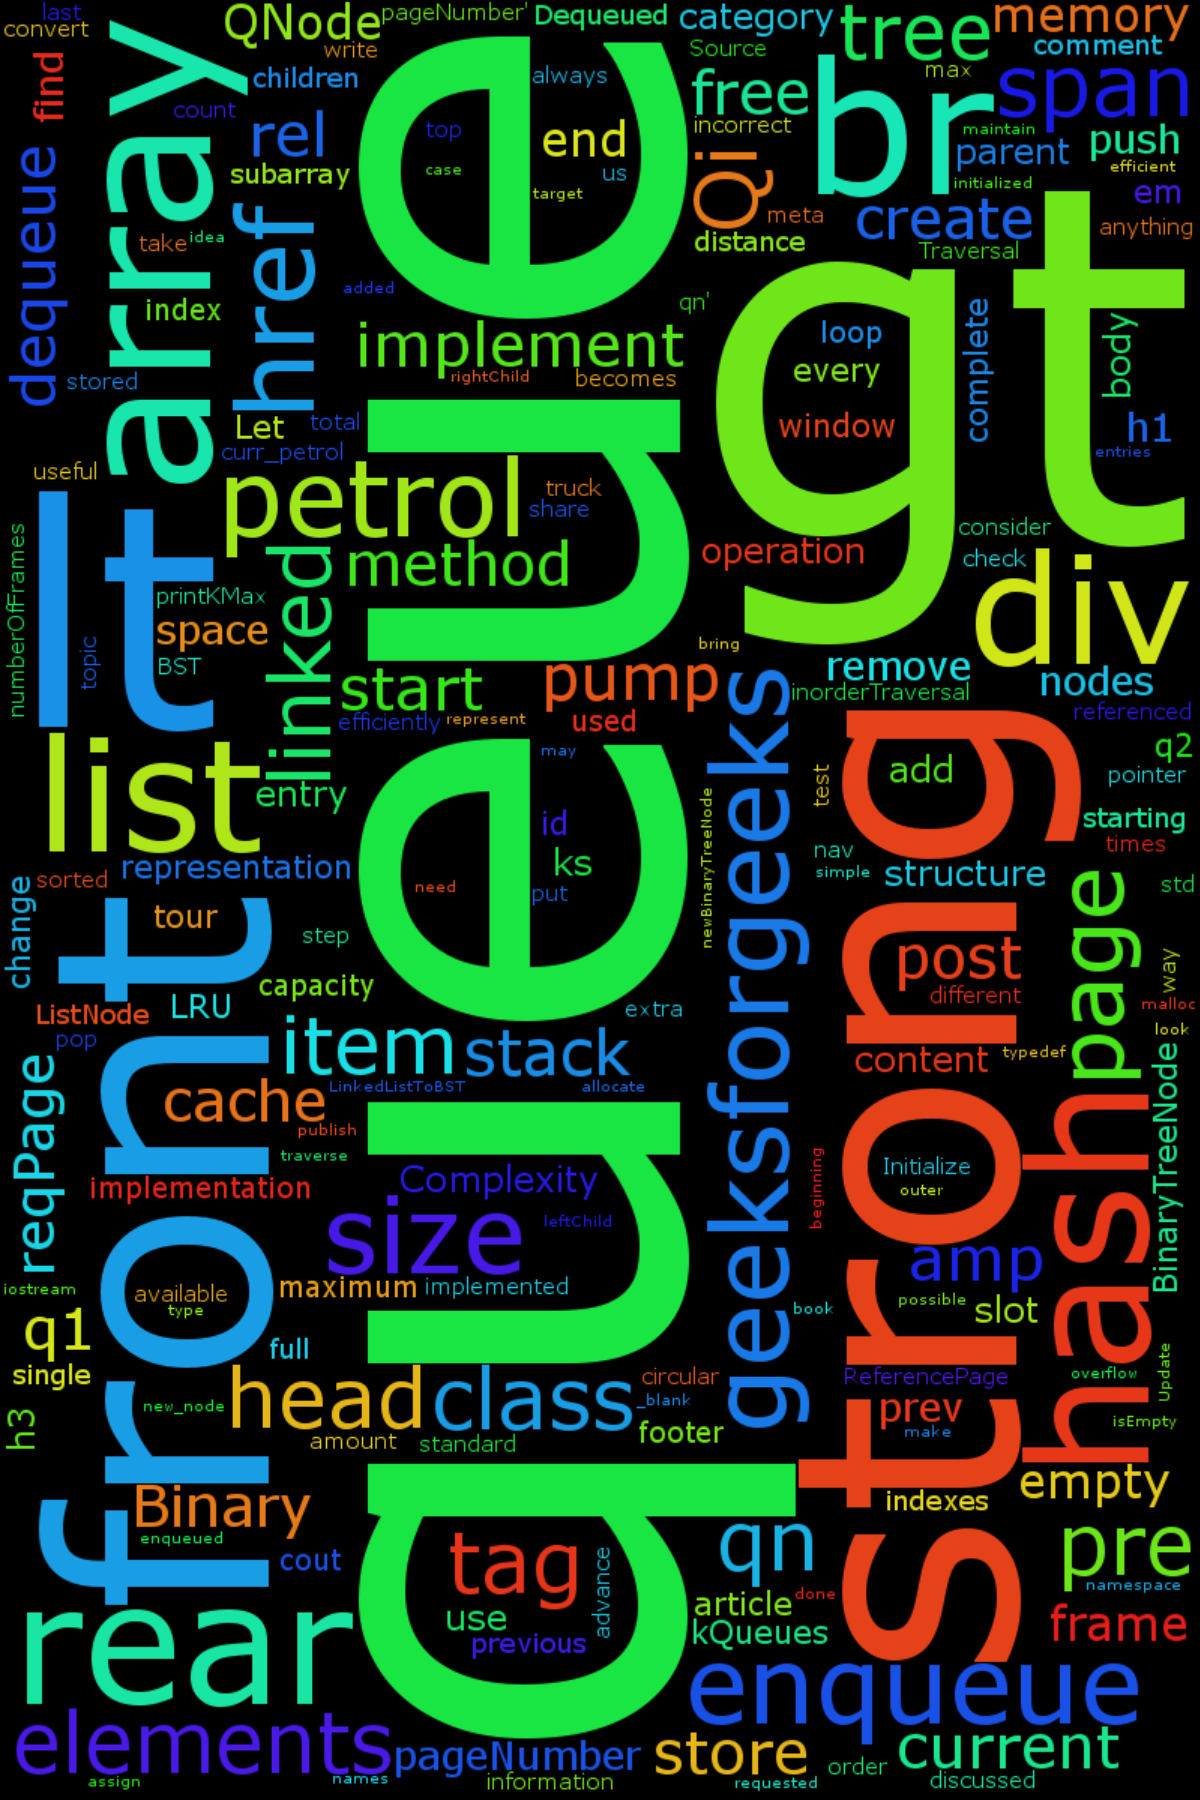 last
convert
find
count
array
QNode
pageNumber'
write
children
rel
subarray
Dequeued
category
Source
tree
memory
comment
max
span
always
free
br
incorrect
top
end
case
us
target
Qi
meta
distance
maintain
parent
initialized
push
efficient
em
create
anything
Traversal
dequeue
take
idea
href
index
added
stored
queue
implement
rightChild
becomes
qn'
gt
loop
every
window
complete
body
h1
entries
Let
total
curr_petrol
useful
petrol
truck
share
method
operation
consider
check
div
numberOfFrames
lt
topic
printKMax
space
BST
linked
start
efficiently
represent
pump
used
bring
remove
inorderTraversal
nodes
referenced
list
entry
representation
may
id
ks
need
put
newBinaryTreeNode
geeksforgeeks
test
strong
add
q2
pointer
starting
times
nav
simple
structure
std
change
sorted
tour
front
step
capacity
LRU
ListNode
pop
extra
item
stack
LinkedListToBST
allocate
post
different
page
way
malloc
look
content
typedef
reqPage
cache
publish
traverse
implementation
Complexity
size
leftChild
beginning
Initialize
outer
hash
BinaryTreeNode
amp
iostream
available
type
maximum
implemented
q1
full
single
book
possible
slot
h3
new_node
head
class
circular
_blank
footer
amount
standard
ReferencePage
prev
make
overflow
Update
isEmpty
Binary
enqueued
cout
indexes
empty
tag
use
previous
advance
qn
article
done
kQueues
pre
namespace
frame
rear
enqueue
elements
assign
names
pageNumber
information
store
requested
order
current
discussed